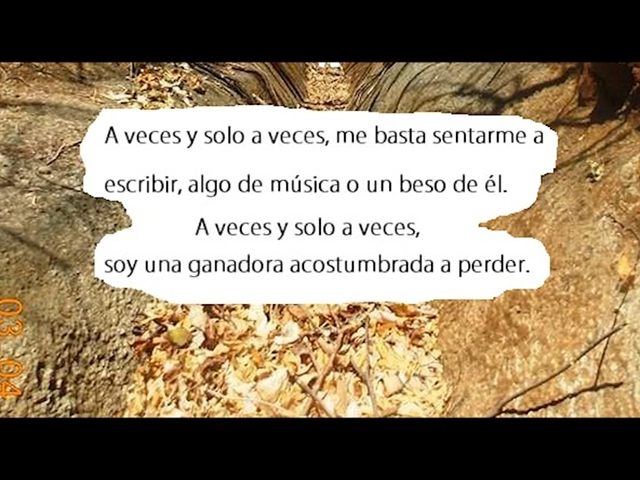 A veces y solo a veces, me basta sentarme a
escribir, algo de música o un beso de él.
A veces y solo a veces,
soy una ganadora acostumbrada a perder.
03 04